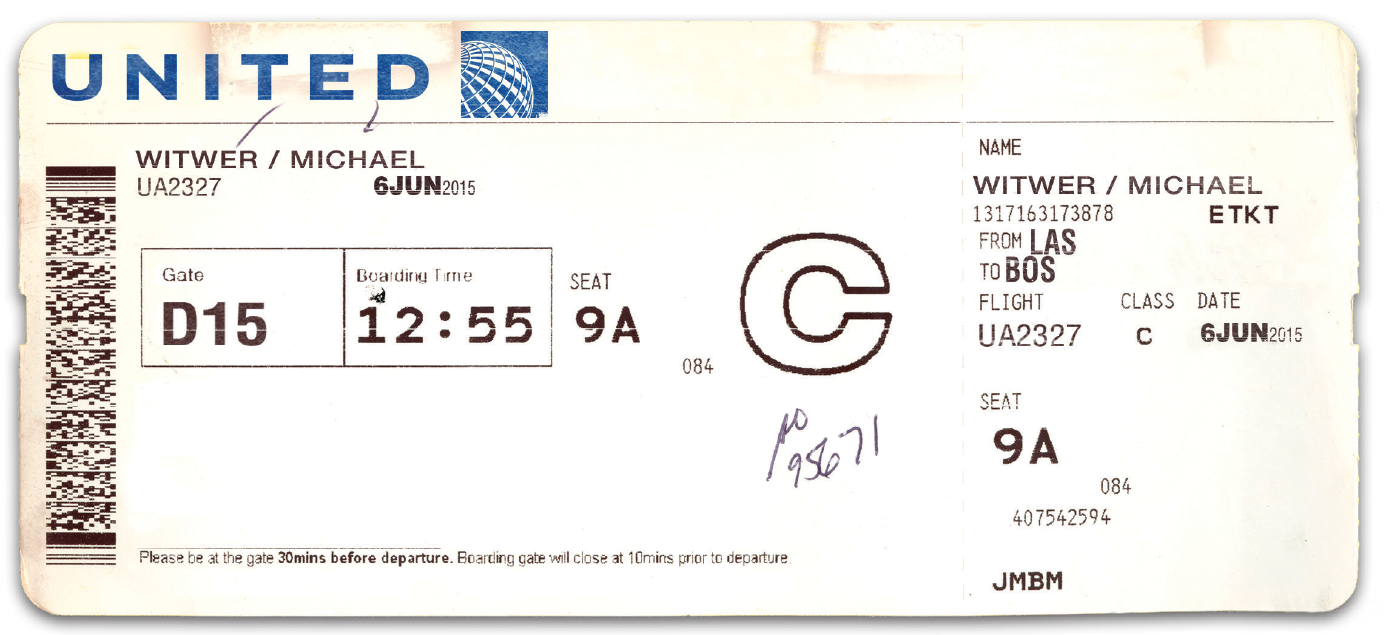 UNITED
WITWER / MICHAEL
UA2327 6JUN2015
Gate
D15
Boarding Time
12:55
SEAT
9A
084
C
95671
Please be at the gate 30mins before departure. Boarding gate will close at 10mins prior to departure
NAME
WITWER / MICHAEL
1317163173878 ETKT
FROM LAS
TO BOS
FLIGHT CLASS DATE
UA2327 C 6JUN2015
SEAT
9A
084
407542594
JMBM